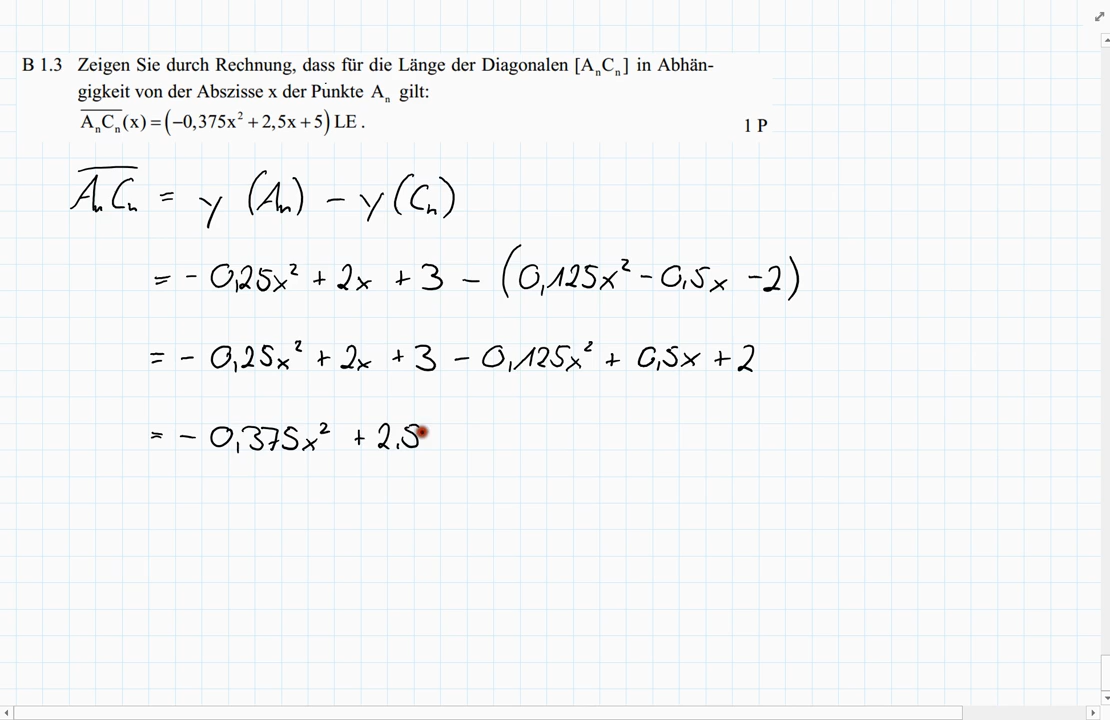 B 1.3 Zeigen Sie durch Rechnung, dass für die Länge der Diagonalen [AₙCₙ] in Abhän-
gigkeit von der Abszisse x der Punkte Aₙ gilt:
A̅ₙC̅ₙ(x) = (−0,375x² + 2,5x + 5) LE . 1 P
A̅ₙC̅ₙ = y (Aₙ) − y (Cₙ)
= − 0,25x² + 2x + 3 − (0,125x² − 0,5x − 2)
= − 0,25x² + 2x + 3 − 0,125x² + 0,5x + 2
= − 0,375x² + 2,5